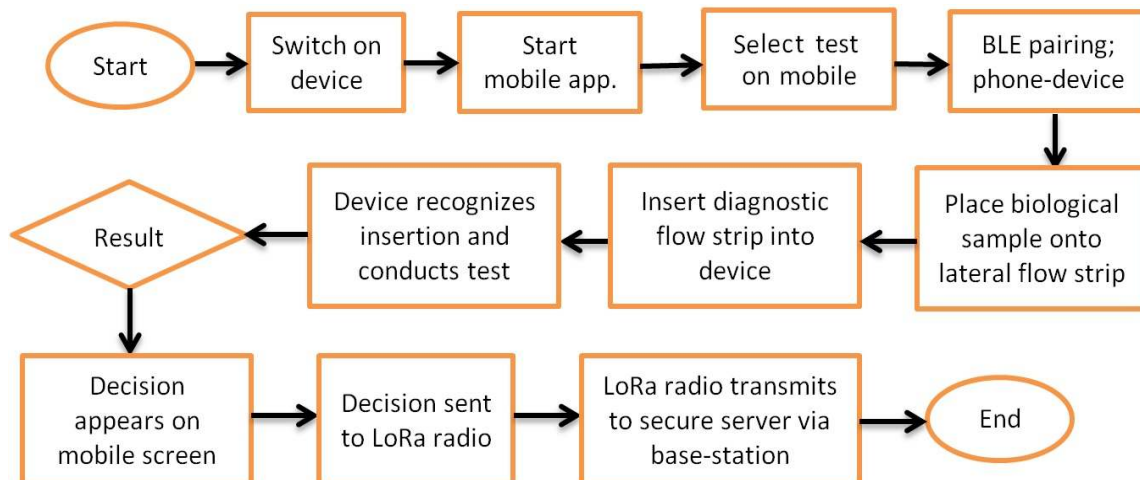 Start
Switch on
device
Start
mobile app.
Select test
on mobile
BLE pairing;
phone-device
Place biological
sample onto
lateral flow strip
Insert diagnostic
flow strip into
device
Device recognizes
insertion and
conducts test
Result
Decision
appears on
mobile screen
Decision sent
to LoRa radio
LoRa radio transmits
to secure server via
base-station
End